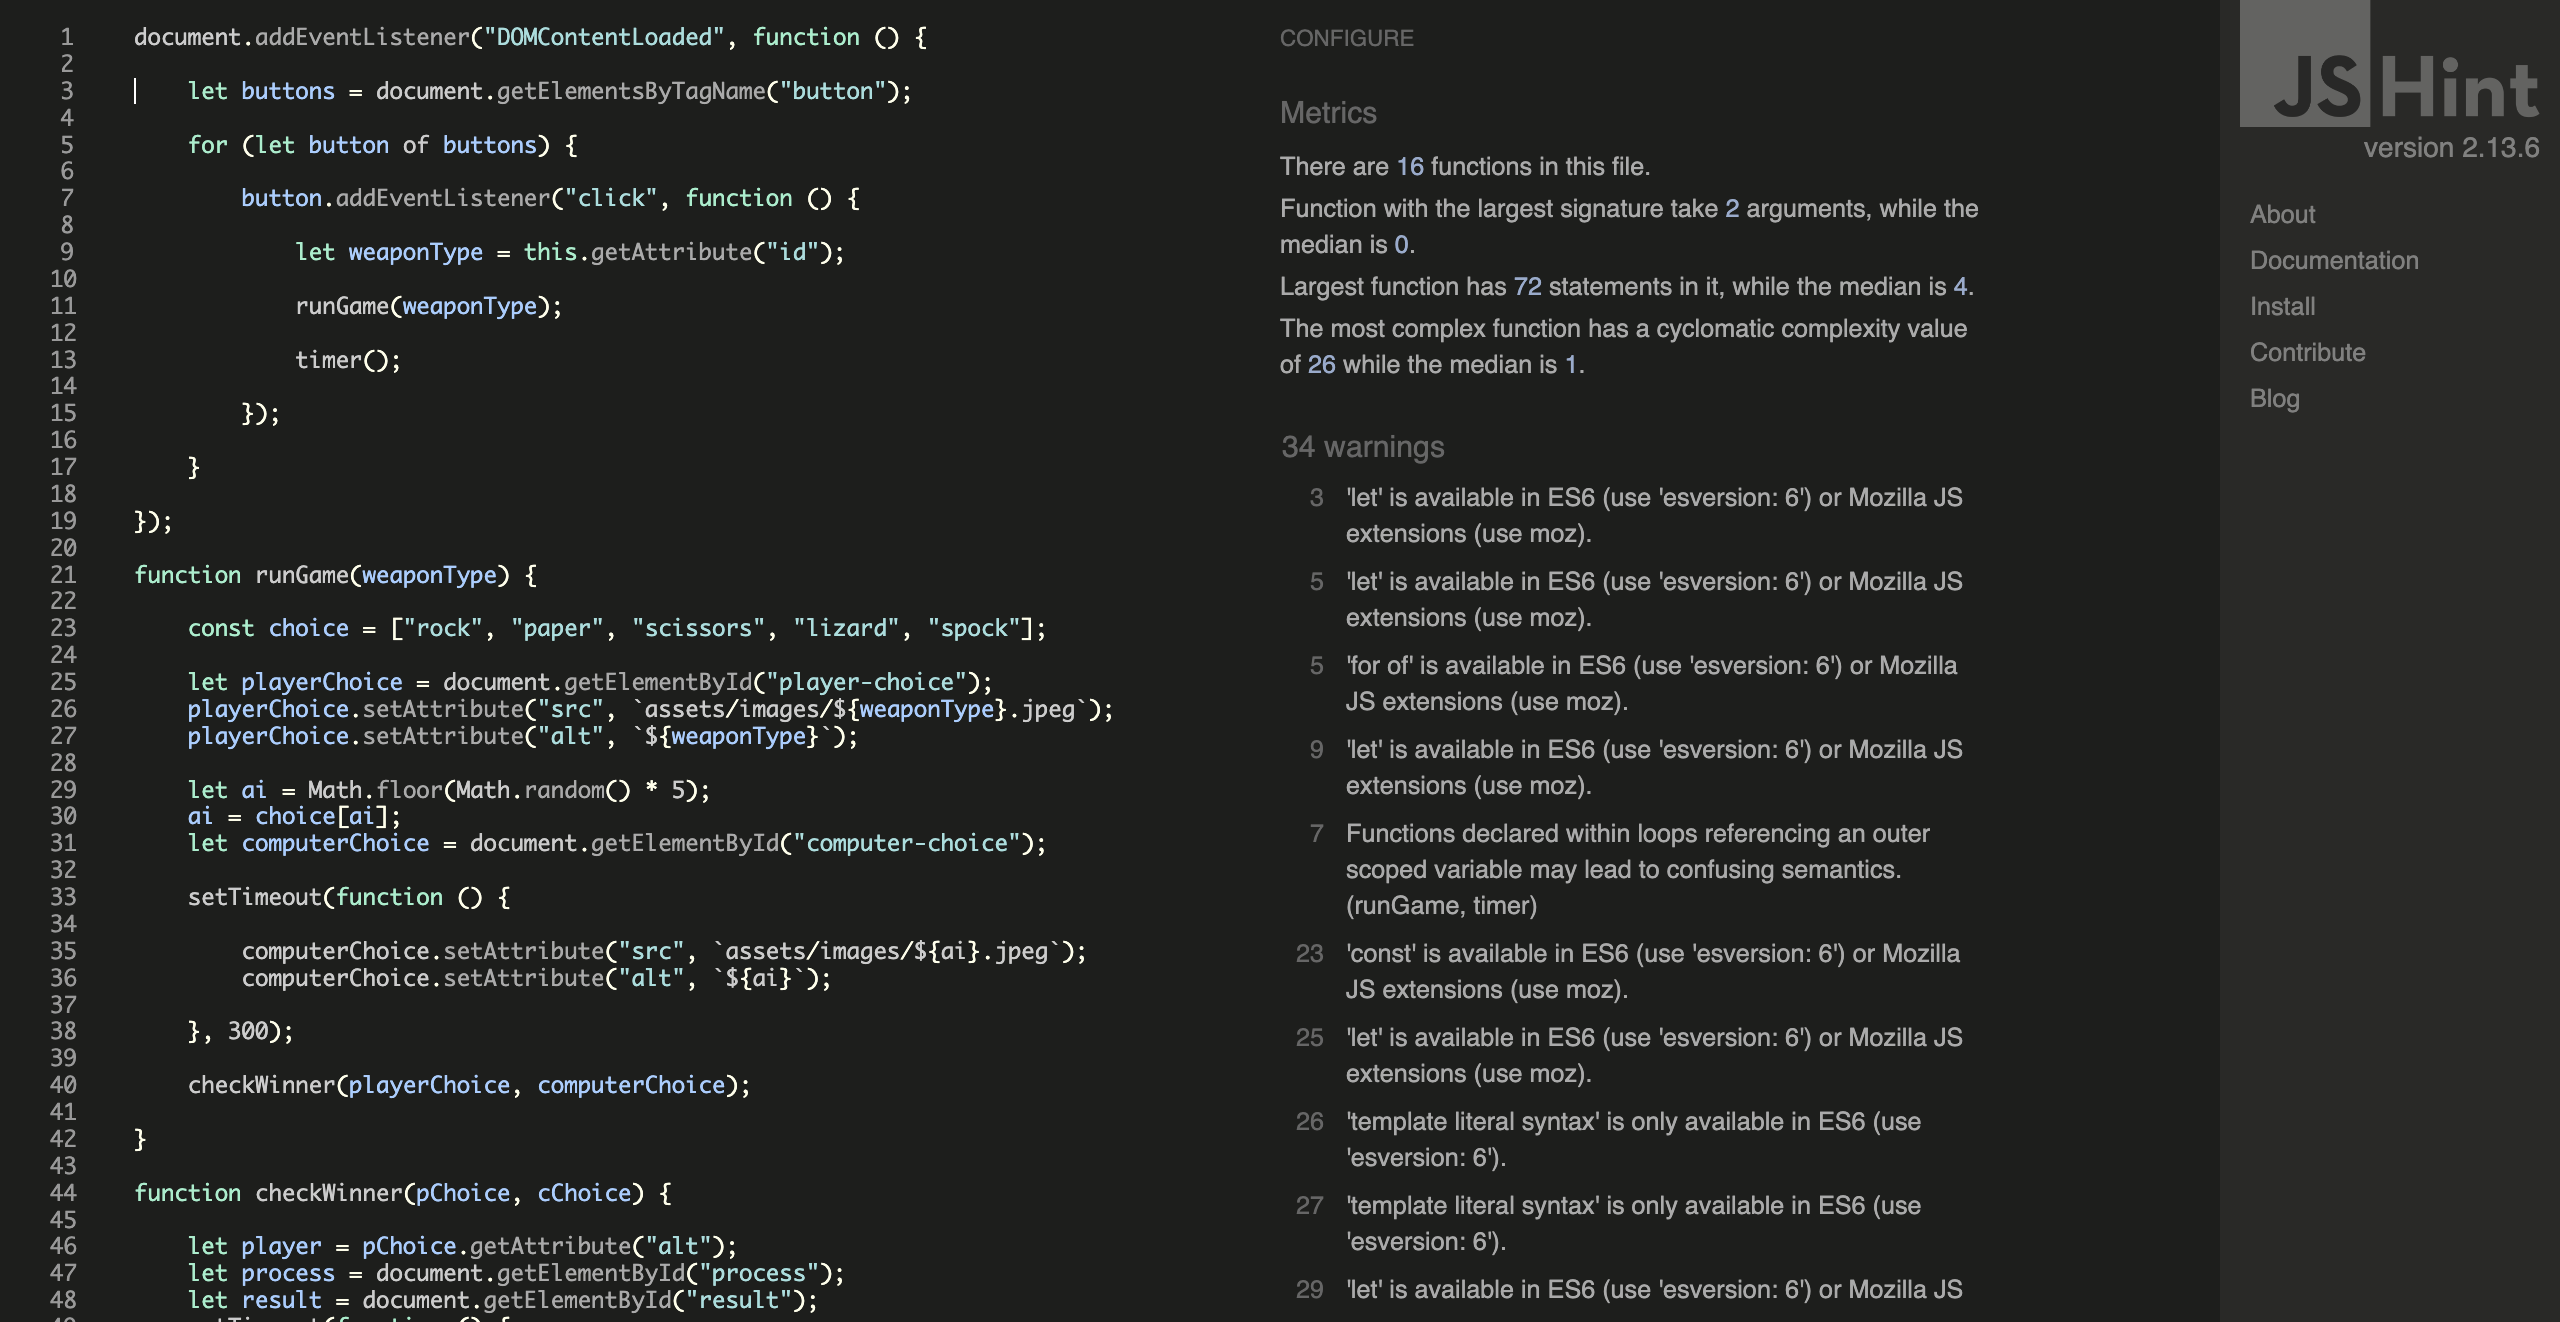 1 document.addEventListener("DOMContentLoaded", function () {
2
3 let buttons = document.getElementsByTagName("button");
4
5 for (let button of buttons) {
6
7 button.addEventListener("click", function () {
8
9 let weaponType = this.getAttribute("id");
10
11 runGame(weaponType);
12
13 timer();
14
15 });
16
17 }
18
19 });
20
21 function runGame(weaponType) {
22
23 const choice = ["rock", "paper", "scissors", "lizard", "spock"];
24
25 let playerChoice = document.getElementById("player-choice");
26 playerChoice.setAttribute("src", `assets/images/${weaponType}.jpeg`);
27 playerChoice.setAttribute("alt", `${weaponType}`);
28
29 let ai = Math.floor(Math.random() * 5);
30 ai = choice[ai];
31 let computerChoice = document.getElementById("computer-choice");
32
33 setTimeout(function () {
34
35 computerChoice.setAttribute("src", `assets/images/${ai}.jpeg`);
36 computerChoice.setAttribute("alt", `${ai}`);
37
38 }, 300);
39
40 checkWinner(playerChoice, computerChoice);
41
42 }
43
44 function checkWinner(pChoice, cChoice) {
45
46 let player = pChoice.getAttribute("alt");
47 let process = document.getElementById("process");
48 let result = document.getElementById("result");
CONFIGURE
Metrics
There are 16 functions in this file.
Function with the largest signature take 2 arguments, while the
median is 0.
Largest function has 72 statements in it, while the median is 4.
The most complex function has a cyclomatic complexity value
of 26 while the median is 1.
34 warnings
3 'let' is available in ES6 (use 'esversion: 6') or Mozilla JS
extensions (use moz).
5 'let' is available in ES6 (use 'esversion: 6') or Mozilla JS
extensions (use moz).
5 'for of' is available in ES6 (use 'esversion: 6') or Mozilla
JS extensions (use moz).
9 'let' is available in ES6 (use 'esversion: 6') or Mozilla JS
extensions (use moz).
7 Functions declared within loops referencing an outer
scoped variable may lead to confusing semantics.
(runGame, timer)
23 'const' is available in ES6 (use 'esversion: 6') or Mozilla
JS extensions (use moz).
25 'let' is available in ES6 (use 'esversion: 6') or Mozilla JS
extensions (use moz).
26 'template literal syntax' is only available in ES6 (use
'esversion: 6').
27 'template literal syntax' is only available in ES6 (use
'esversion: 6').
29 'let' is available in ES6 (use 'esversion: 6') or Mozilla JS
JSHint
version 2.13.6
About
Documentation
Install
Contribute
Blog